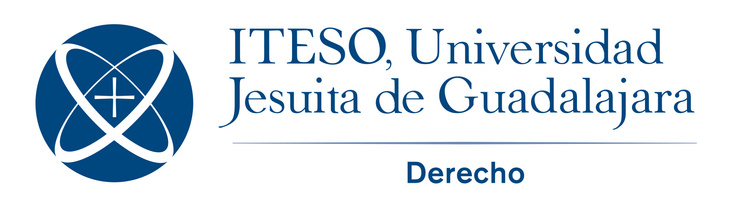 ITESO, Universidad
Jesuita de Guadalajara
Derecho